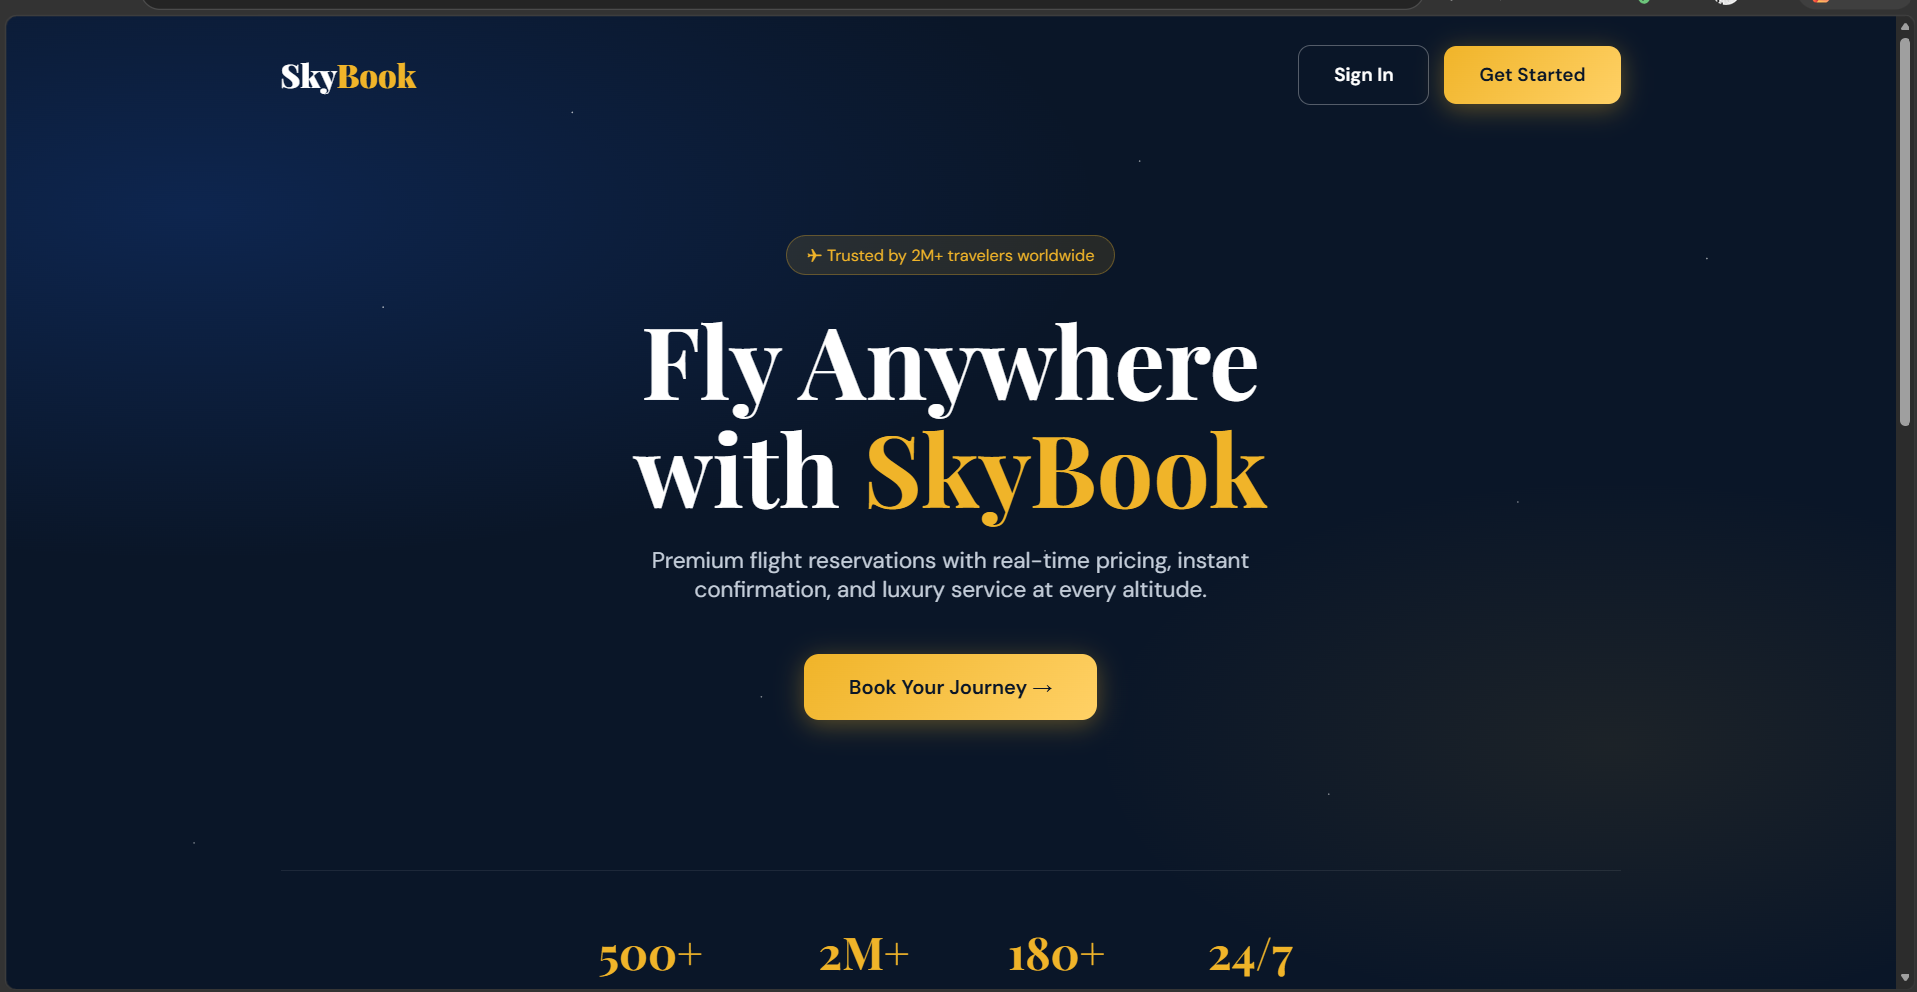 SkyBook
Sign In
Get Started
✈ Trusted by 2M+ travelers worldwide
Fly Anywhere
with SkyBook
Premium flight reservations with real-time pricing, instant
confirmation, and luxury service at every altitude.
Book Your Journey →
500+
2M+
180+
24/7